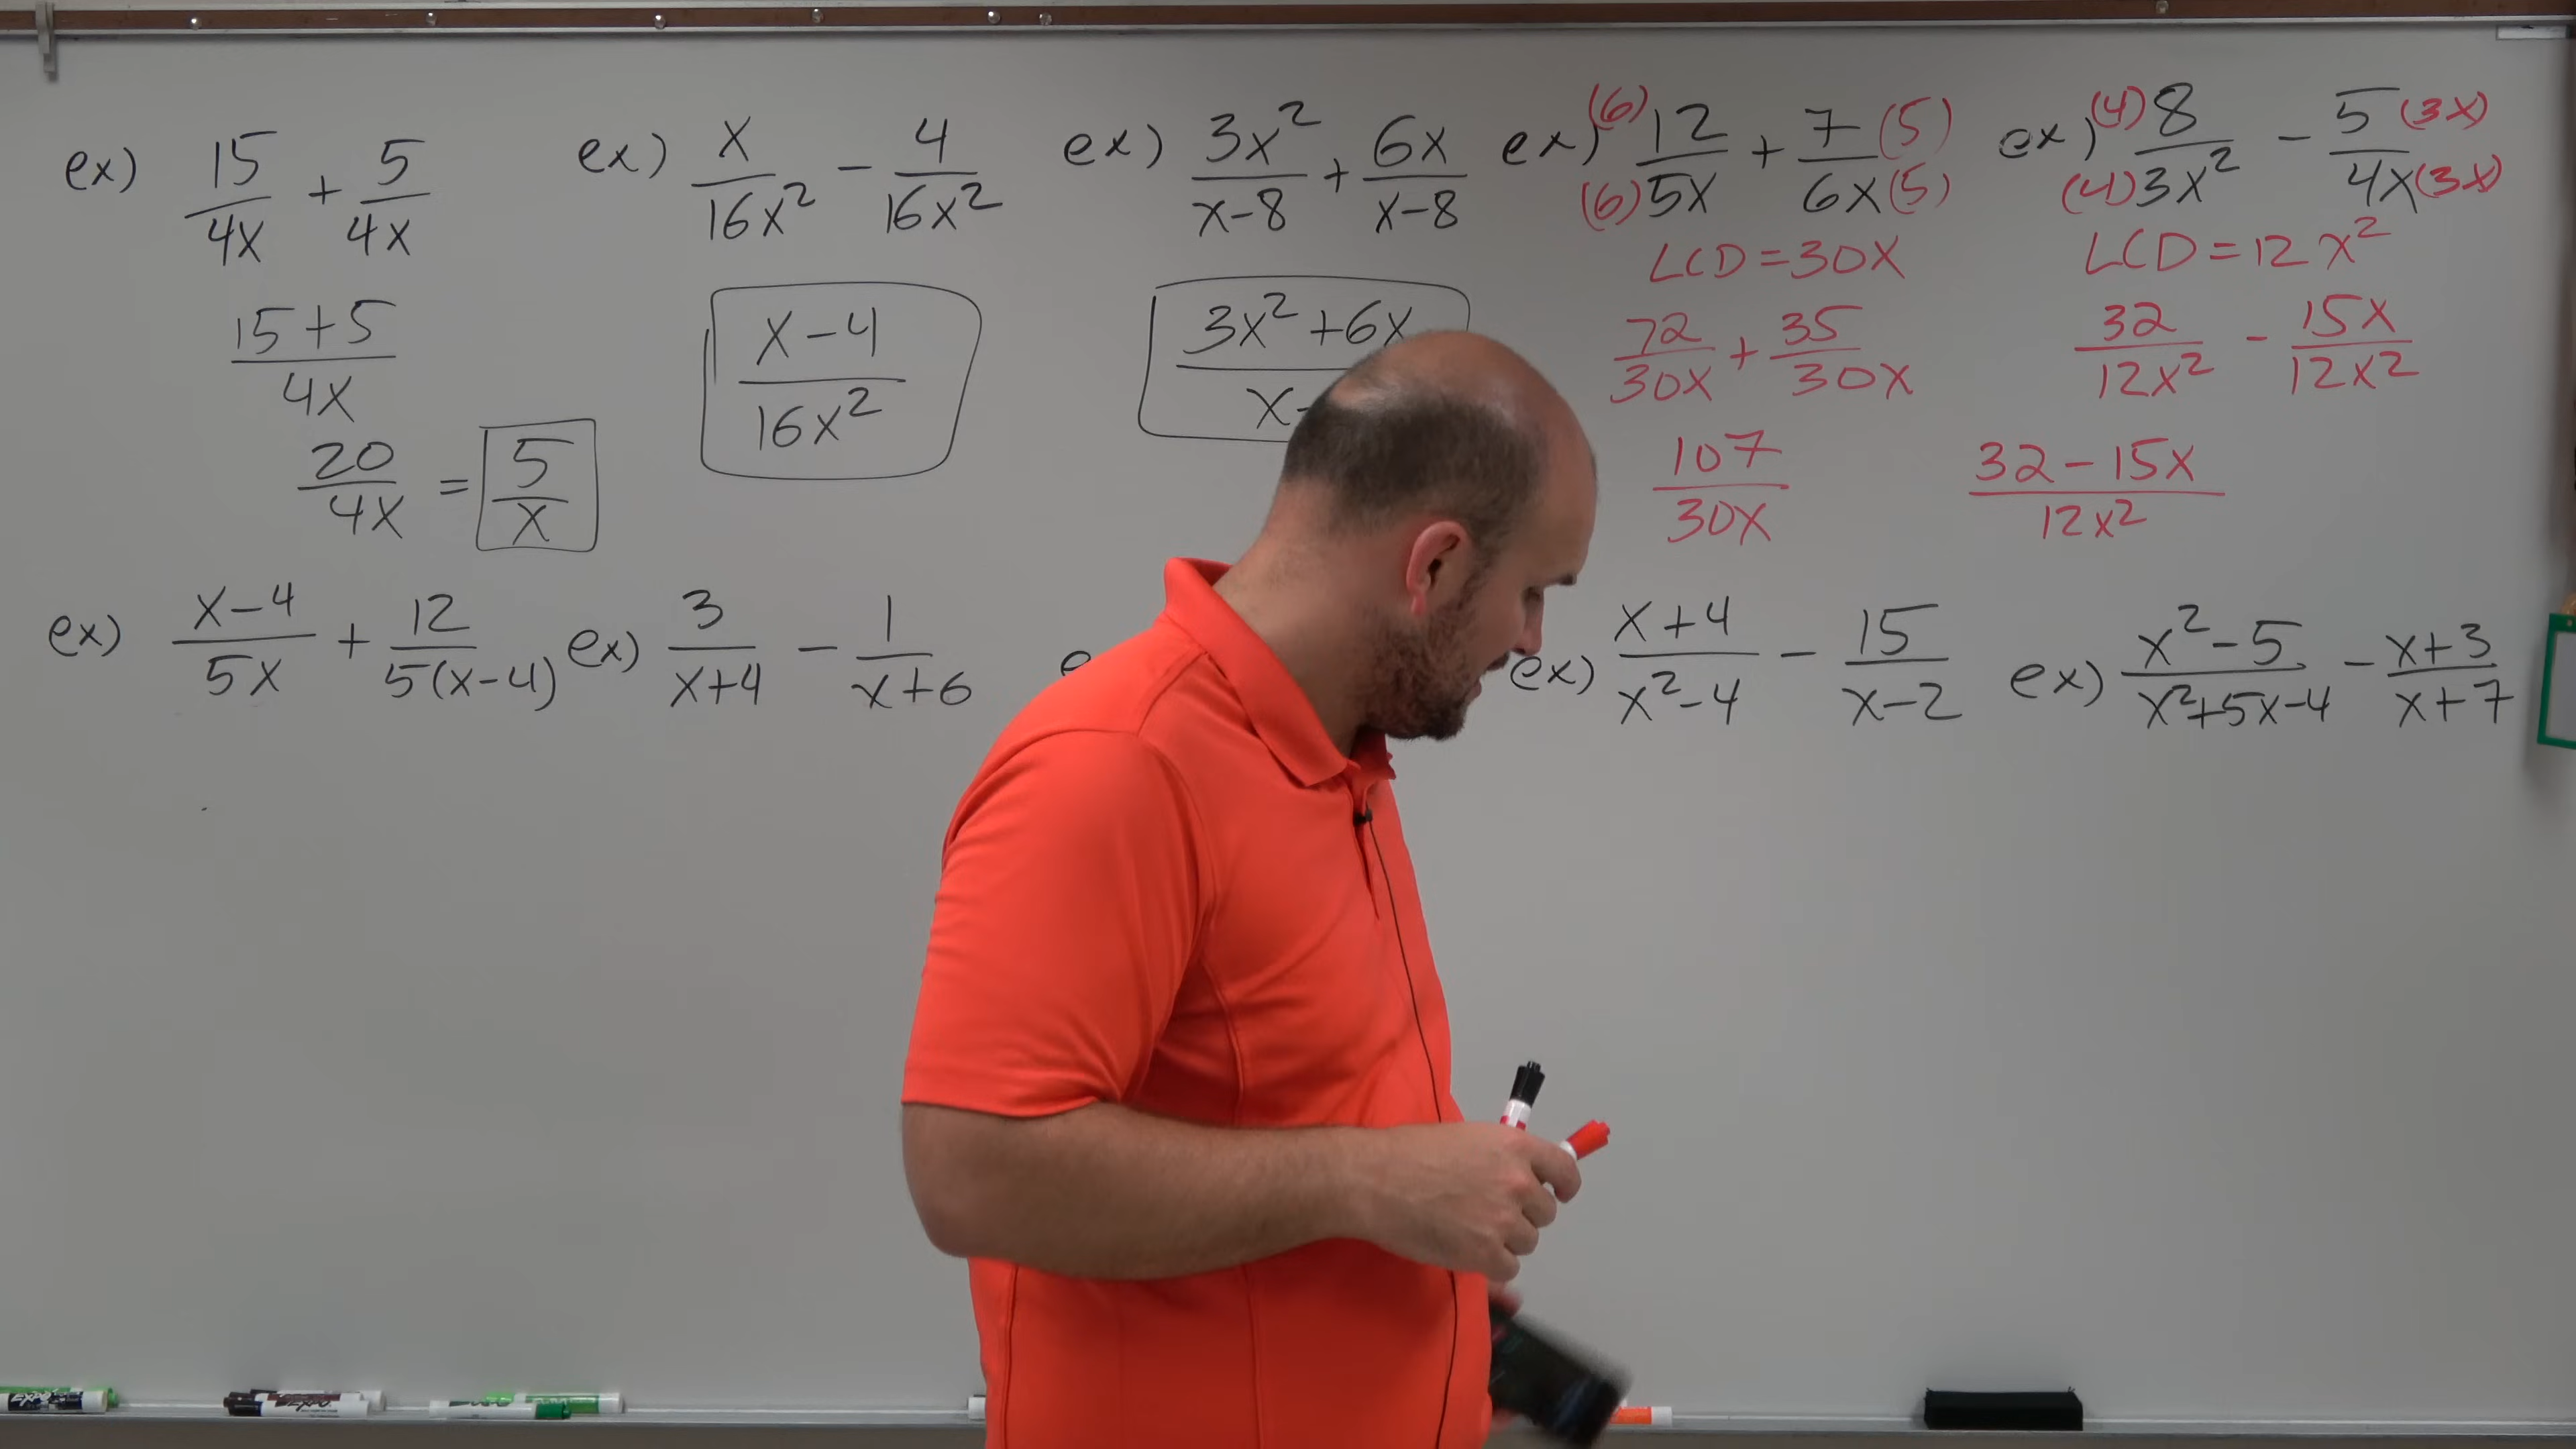 ex) 15/4x + 5/4x
15+5/4x
20/4x = 5/x
ex) x/16x² - 4/16x²
x-4/16x²
ex) 3x²/x-8 + 6x/x-8
3x²+6x/x-
ex) (6)12/(6)5x + 7(5)/6x(5)
LCD=30x
72/30x + 35/30x
107/30x
ex) (4)8/(4)3x² - 5(3x)/4x(3x)
LCD=12x²
32/12x² - 15x/12x²
32-15x/12x²
ex) x-4/5x + 12/5(x-4)
ex) 3/x+4 - 1/x+6
e
ex) x+4/x²-4 - 15/x-2
ex) x²-5/x²+5x-4 - x+3/x+7
EXPO
EXPO